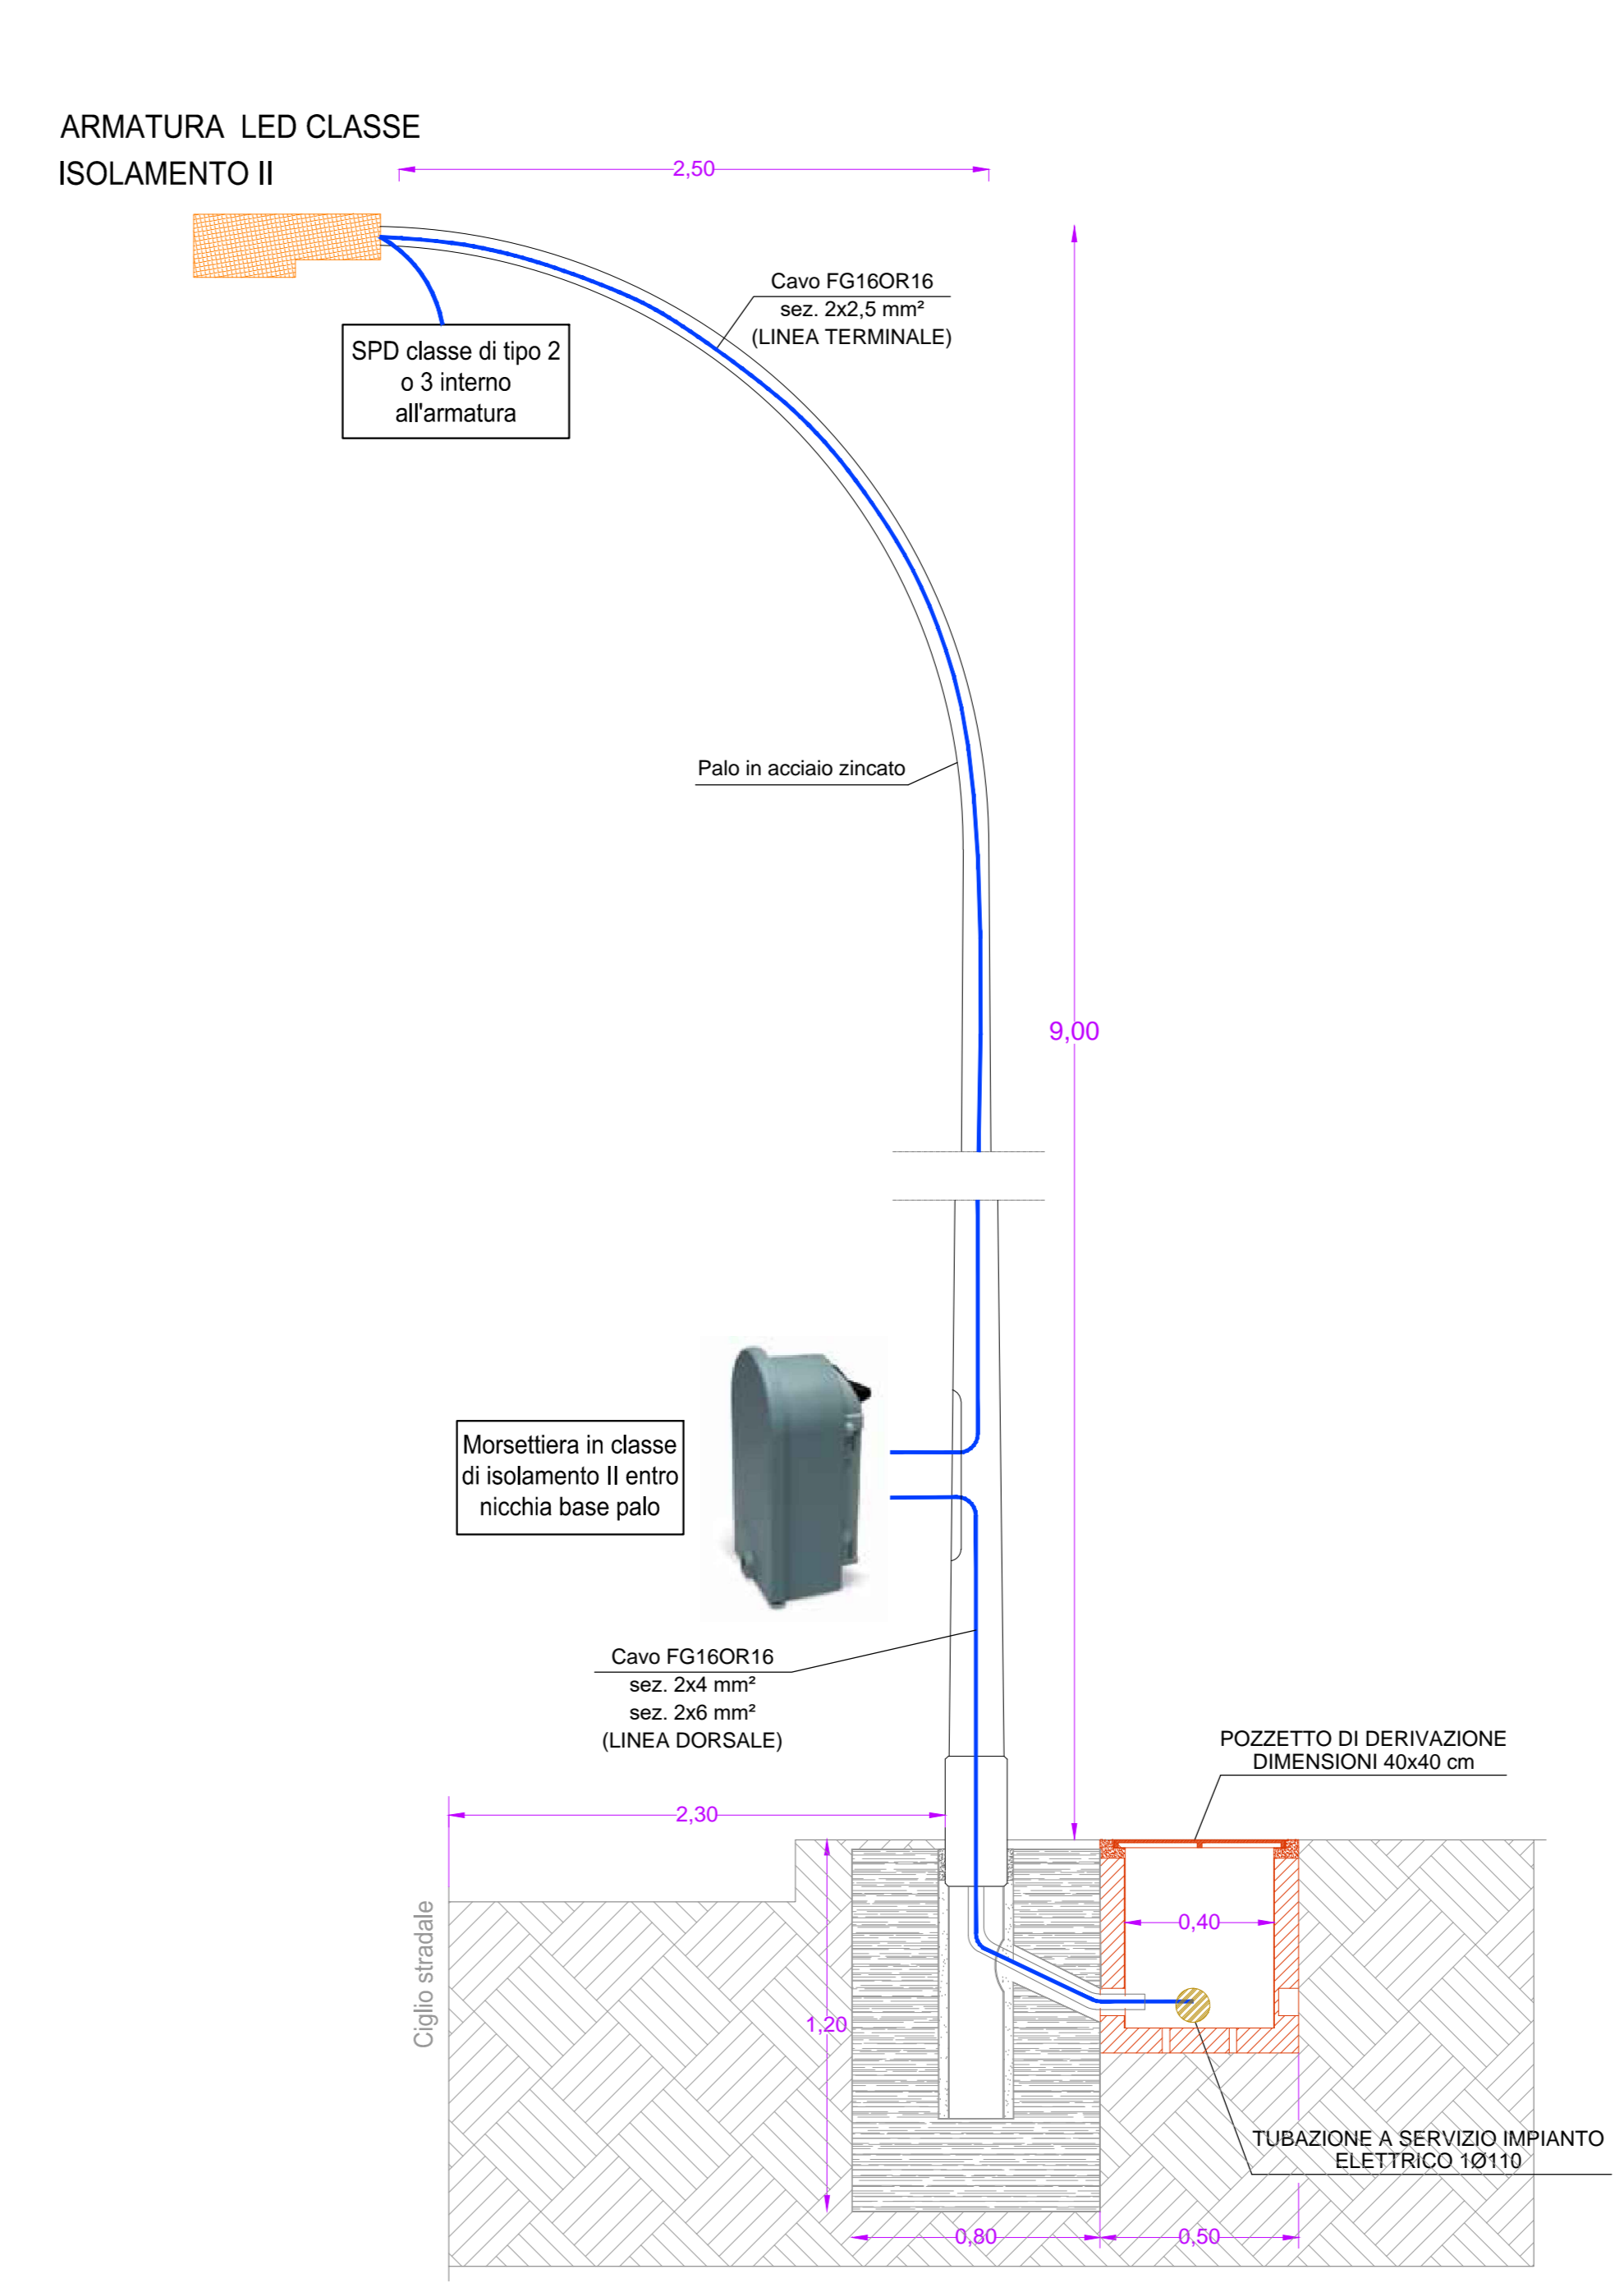 ARMATURA LED CLASSE
ISOLAMENTO II
2,50
Cavo FG16OR16
sez. 2x2,5 mm²
(LINEA TERMINALE)
SPD classe di tipo 2
o 3 interno
all'armatura
Palo in acciaio zincato
9,00
Morsettiera in classe
di isolamento II entro
nicchia base palo
Cavo FG16OR16
sez. 2x4 mm²
sez. 2x6 mm²
(LINEA DORSALE)
POZZETTO DI DERIVAZIONE
DIMENSIONI 40x40 cm
2,30
Ciglio stradale
0,40
1,20
TUBAZIONE A SERVIZIO IMPIANTO
ELETTRICO 1Ø110
0,80
0,50